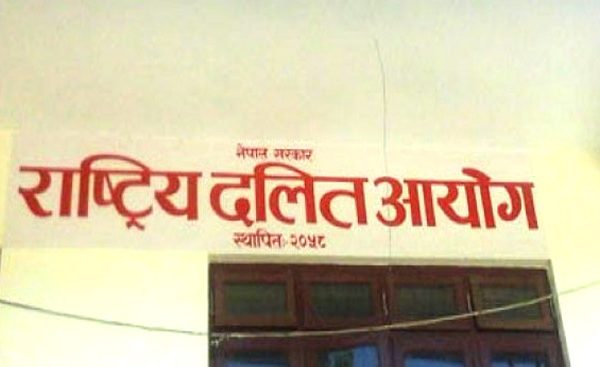 नेपाल सरकार
राष्ट्रिय दलित आयोग
स्थापितः-२०५८